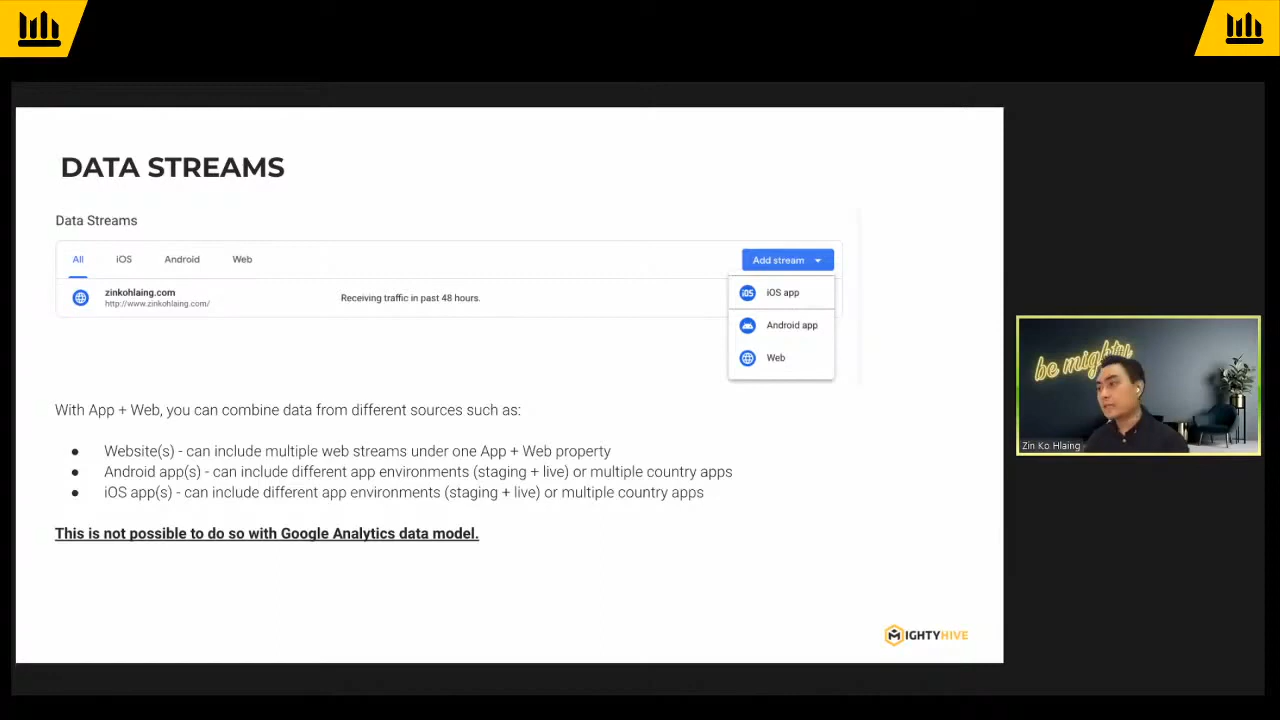 DATA STREAMS
Data Streams
All iOS Android Web
Add stream
zinkohlaing.com
http://www.zinkohlaing.com/
Receiving traffic in past 48 hours.
iOS iOS app
Android app
Web
With App + Web, you can combine data from different sources such as:
● Website(s) - can include multiple web streams under one App + Web property
● Android app(s) - can include different app environments (staging + live) or multiple country apps
● iOS app(s) - can include different app environments (staging + live) or multiple country apps
This is not possible to do so with Google Analytics data model.
MIGHTYHIVE
be mighty
Zin Ko Hlaing